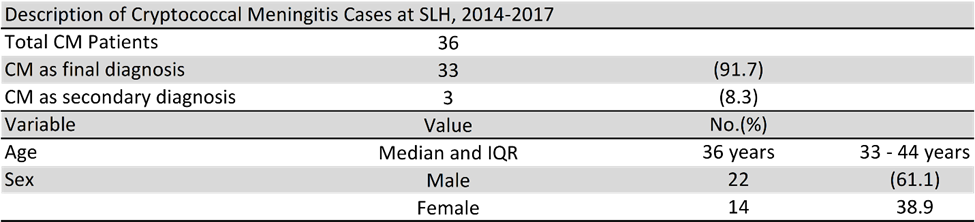 Description of Cryptococcal Meningitis Cases at SLH, 2014-2017
Total CM Patients 36
CM as final diagnosis 33 (91.7)
CM as secondary diagnosis 3 (8.3)
Variable Value No.(%)
Age Median and IQR 36 years 33 - 44 years
Sex Male 22 (61.1)
Female 14 38.9